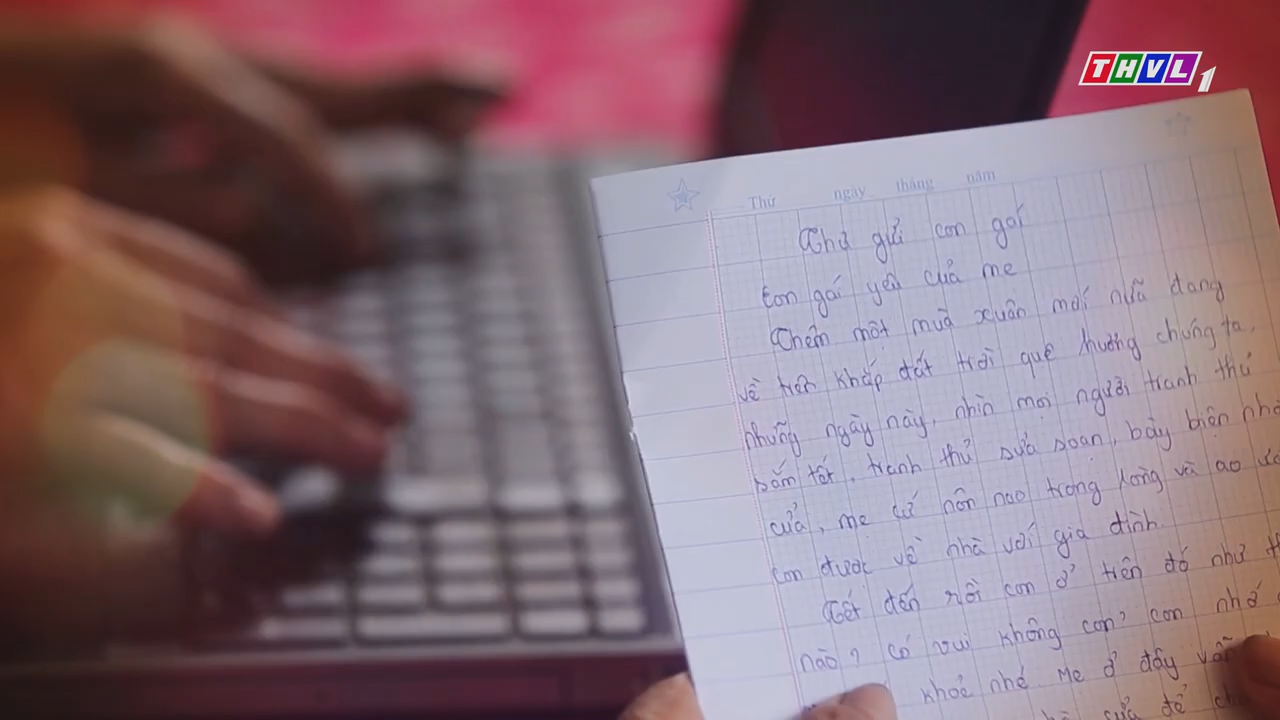 THVL 1
Thứ ngày tháng năm
Thư gửi con gái
Con gái yêu của mẹ
Thêm một mùa xuân mới nữa đang
về trên khắp đất trời quê hương chúng ta,
những ngày này, nhìn mọi người tranh thủ
sắm tết, tranh thủ sửa soạn, bày biện nhà
cửa, mẹ cứ nôn nao trong lòng và ao ước
con được về nhà với gia đình.
Tết đến rồi con ở trên đó như
nào? có vui không con? con nhớ
khoẻ nhé Mẹ ở đây vẫn
cửa để